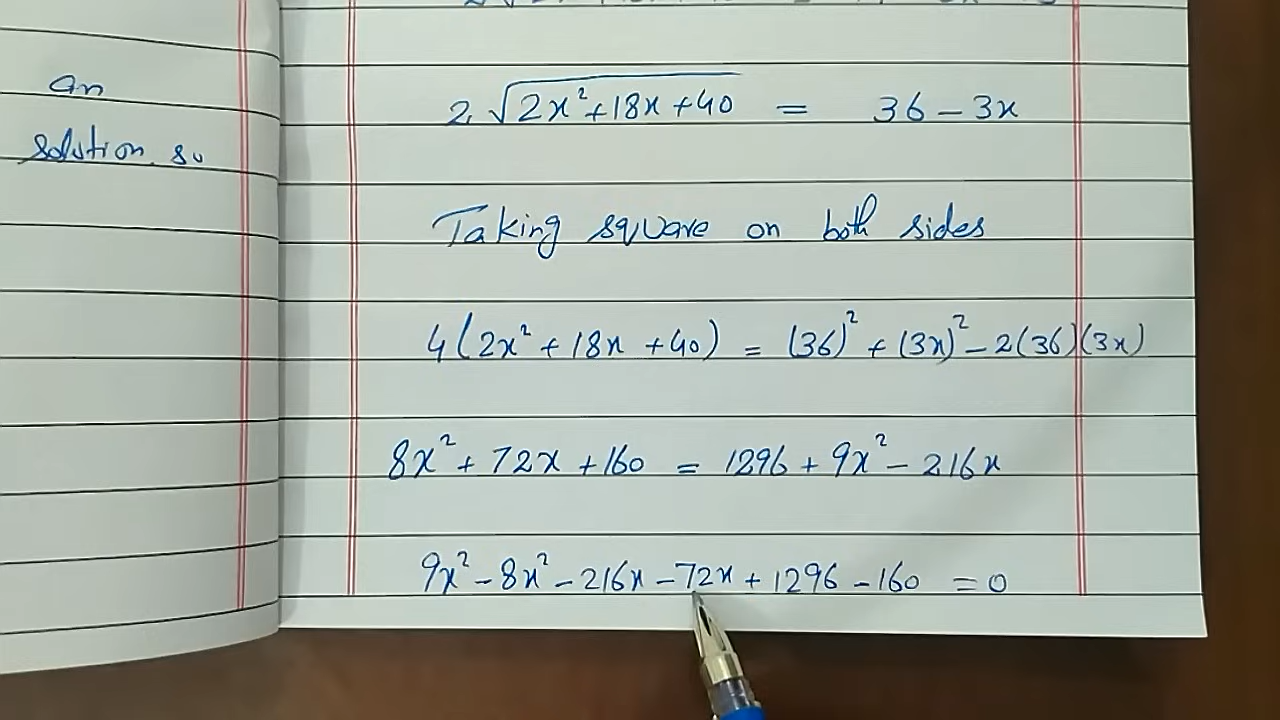 an
solution. so
2√(2x²+18x+40) = 36-3x
Taking square on both sides
4(2x²+18x+40) = (36)²+(3x)²-2(36)(3x)
8x²+72x+160 = 1296+9x²-216x
9x²-8x²-216x-72x+1296-160 =0